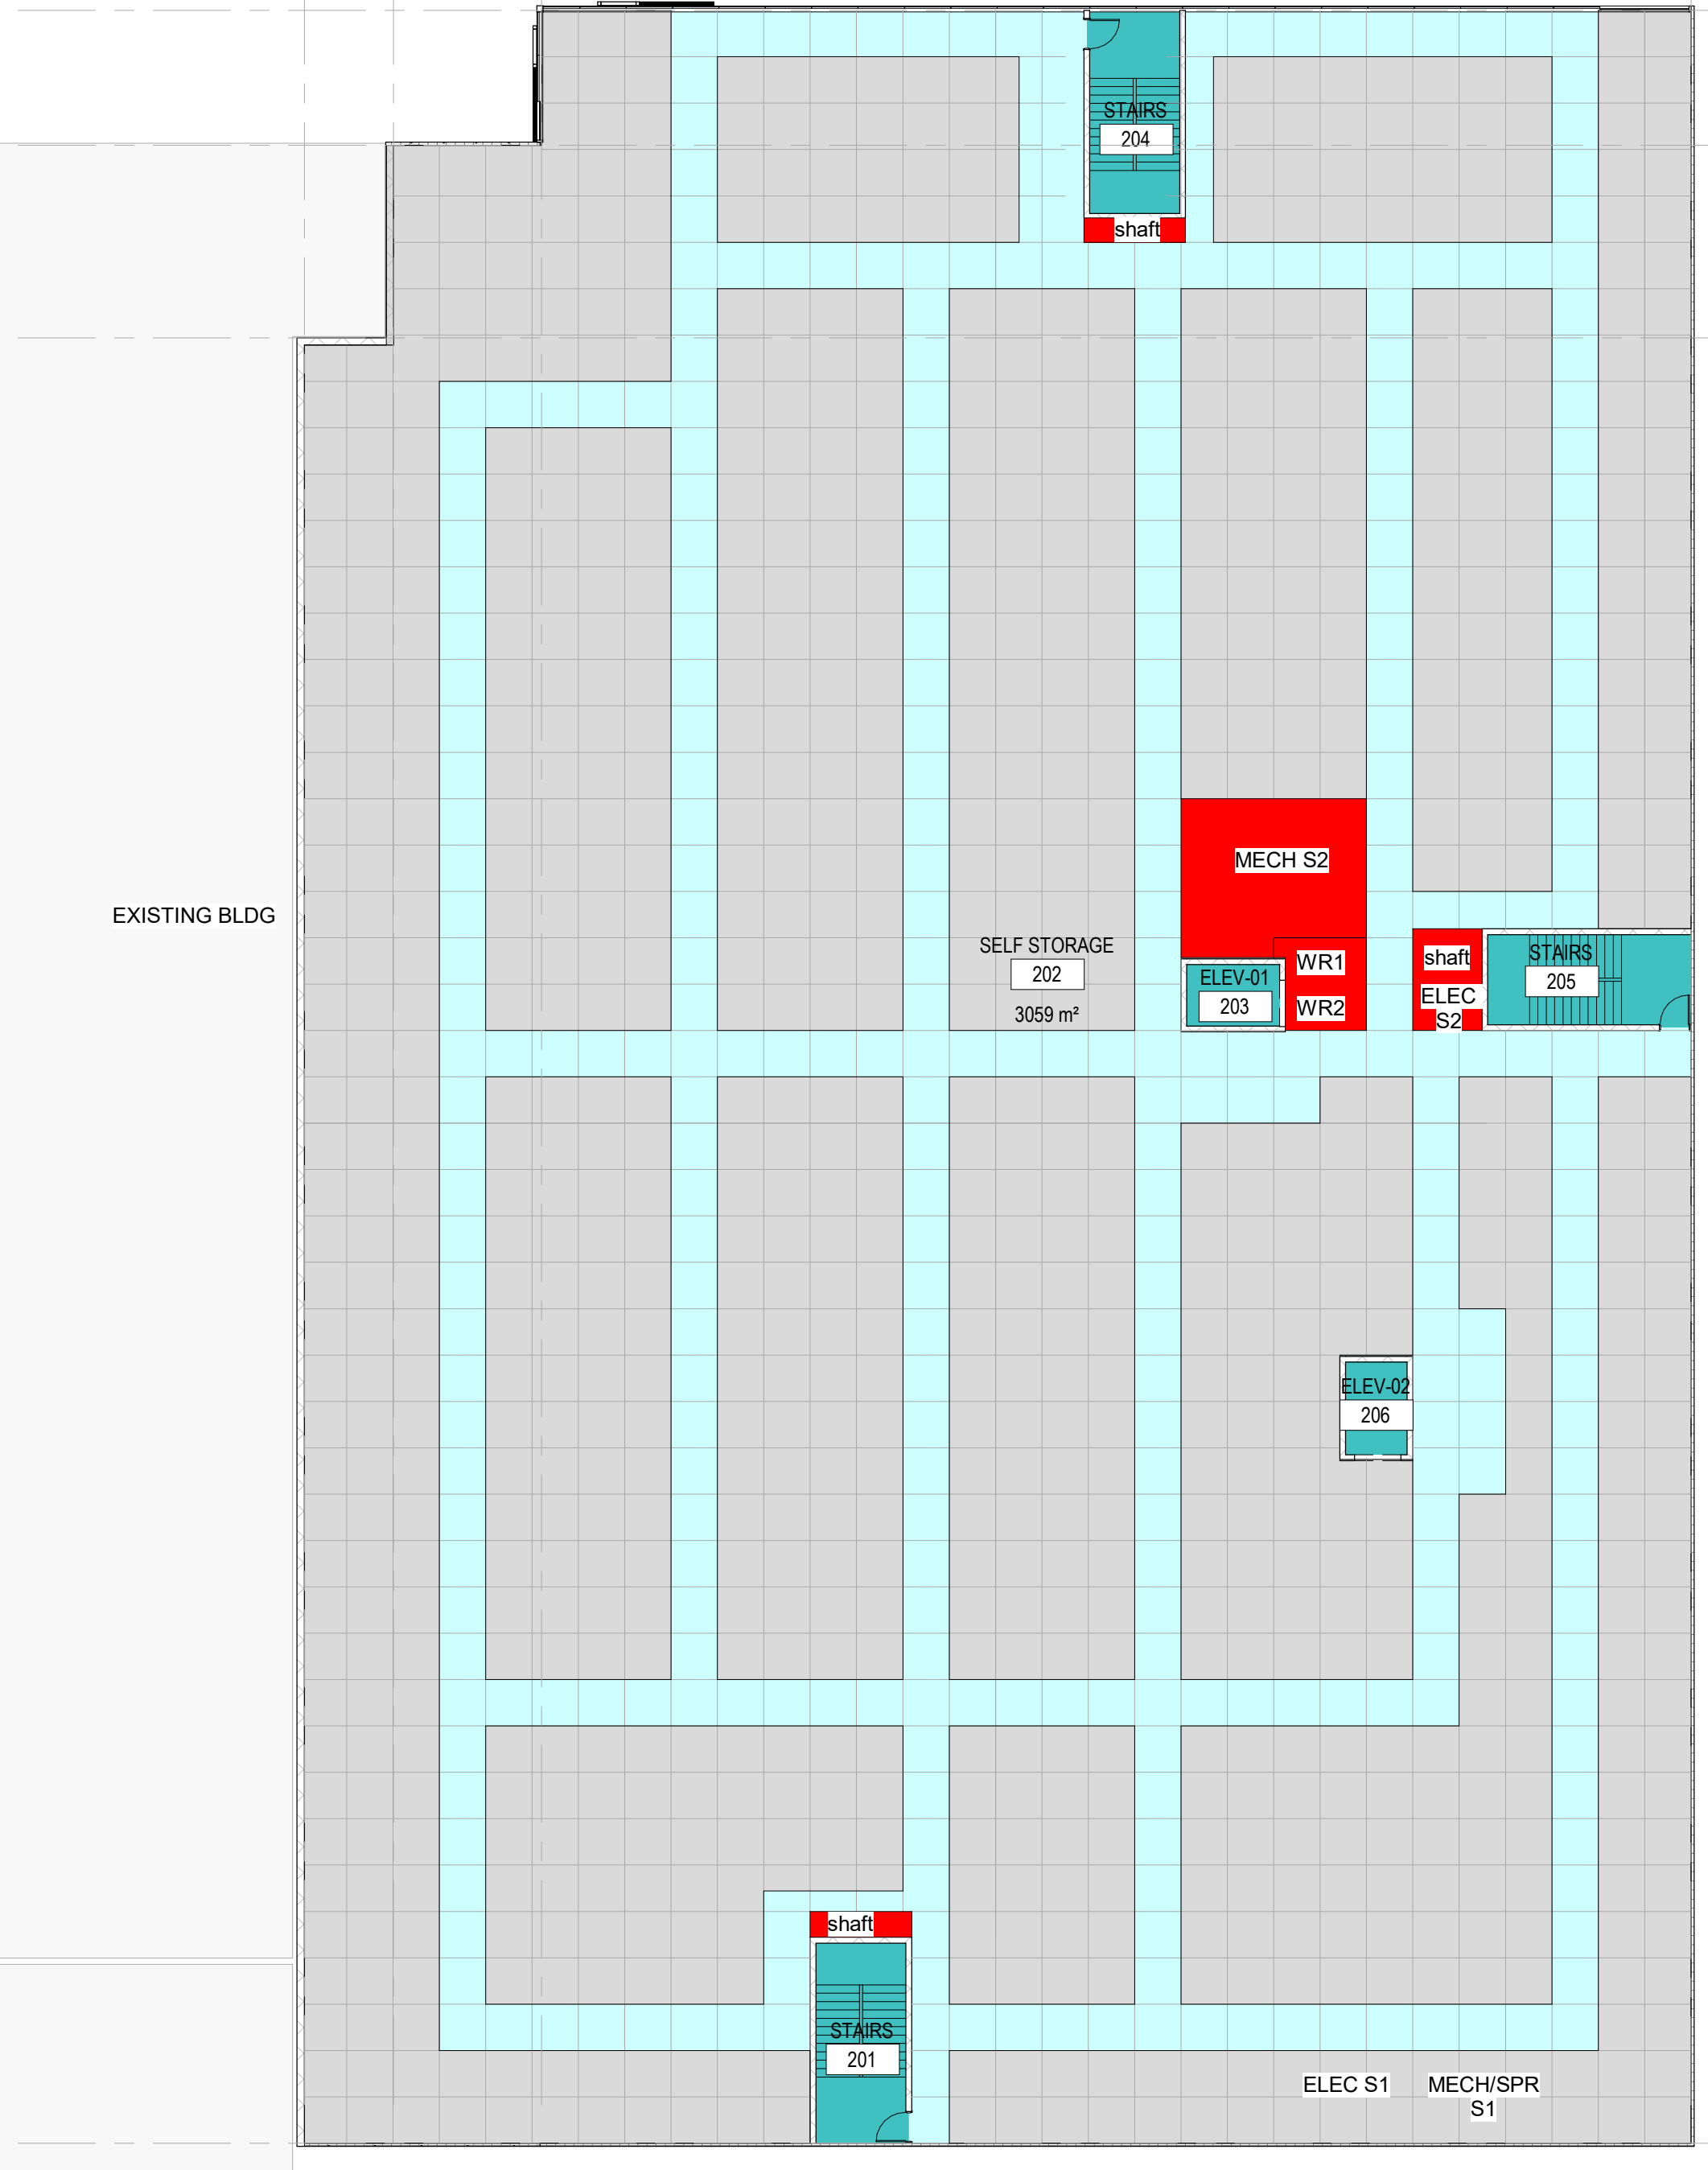 STAIRS
204
shaft
MECH S2
EXISTING BLDG
SELF STORAGE
202
3059 m²
ELEV-01
203
WR1
WR2
shaft
ELEC
S2
STAIRS
205
ELEV-02
206
shaft
STAIRS
201
ELEC S1
MECH/SPR
S1